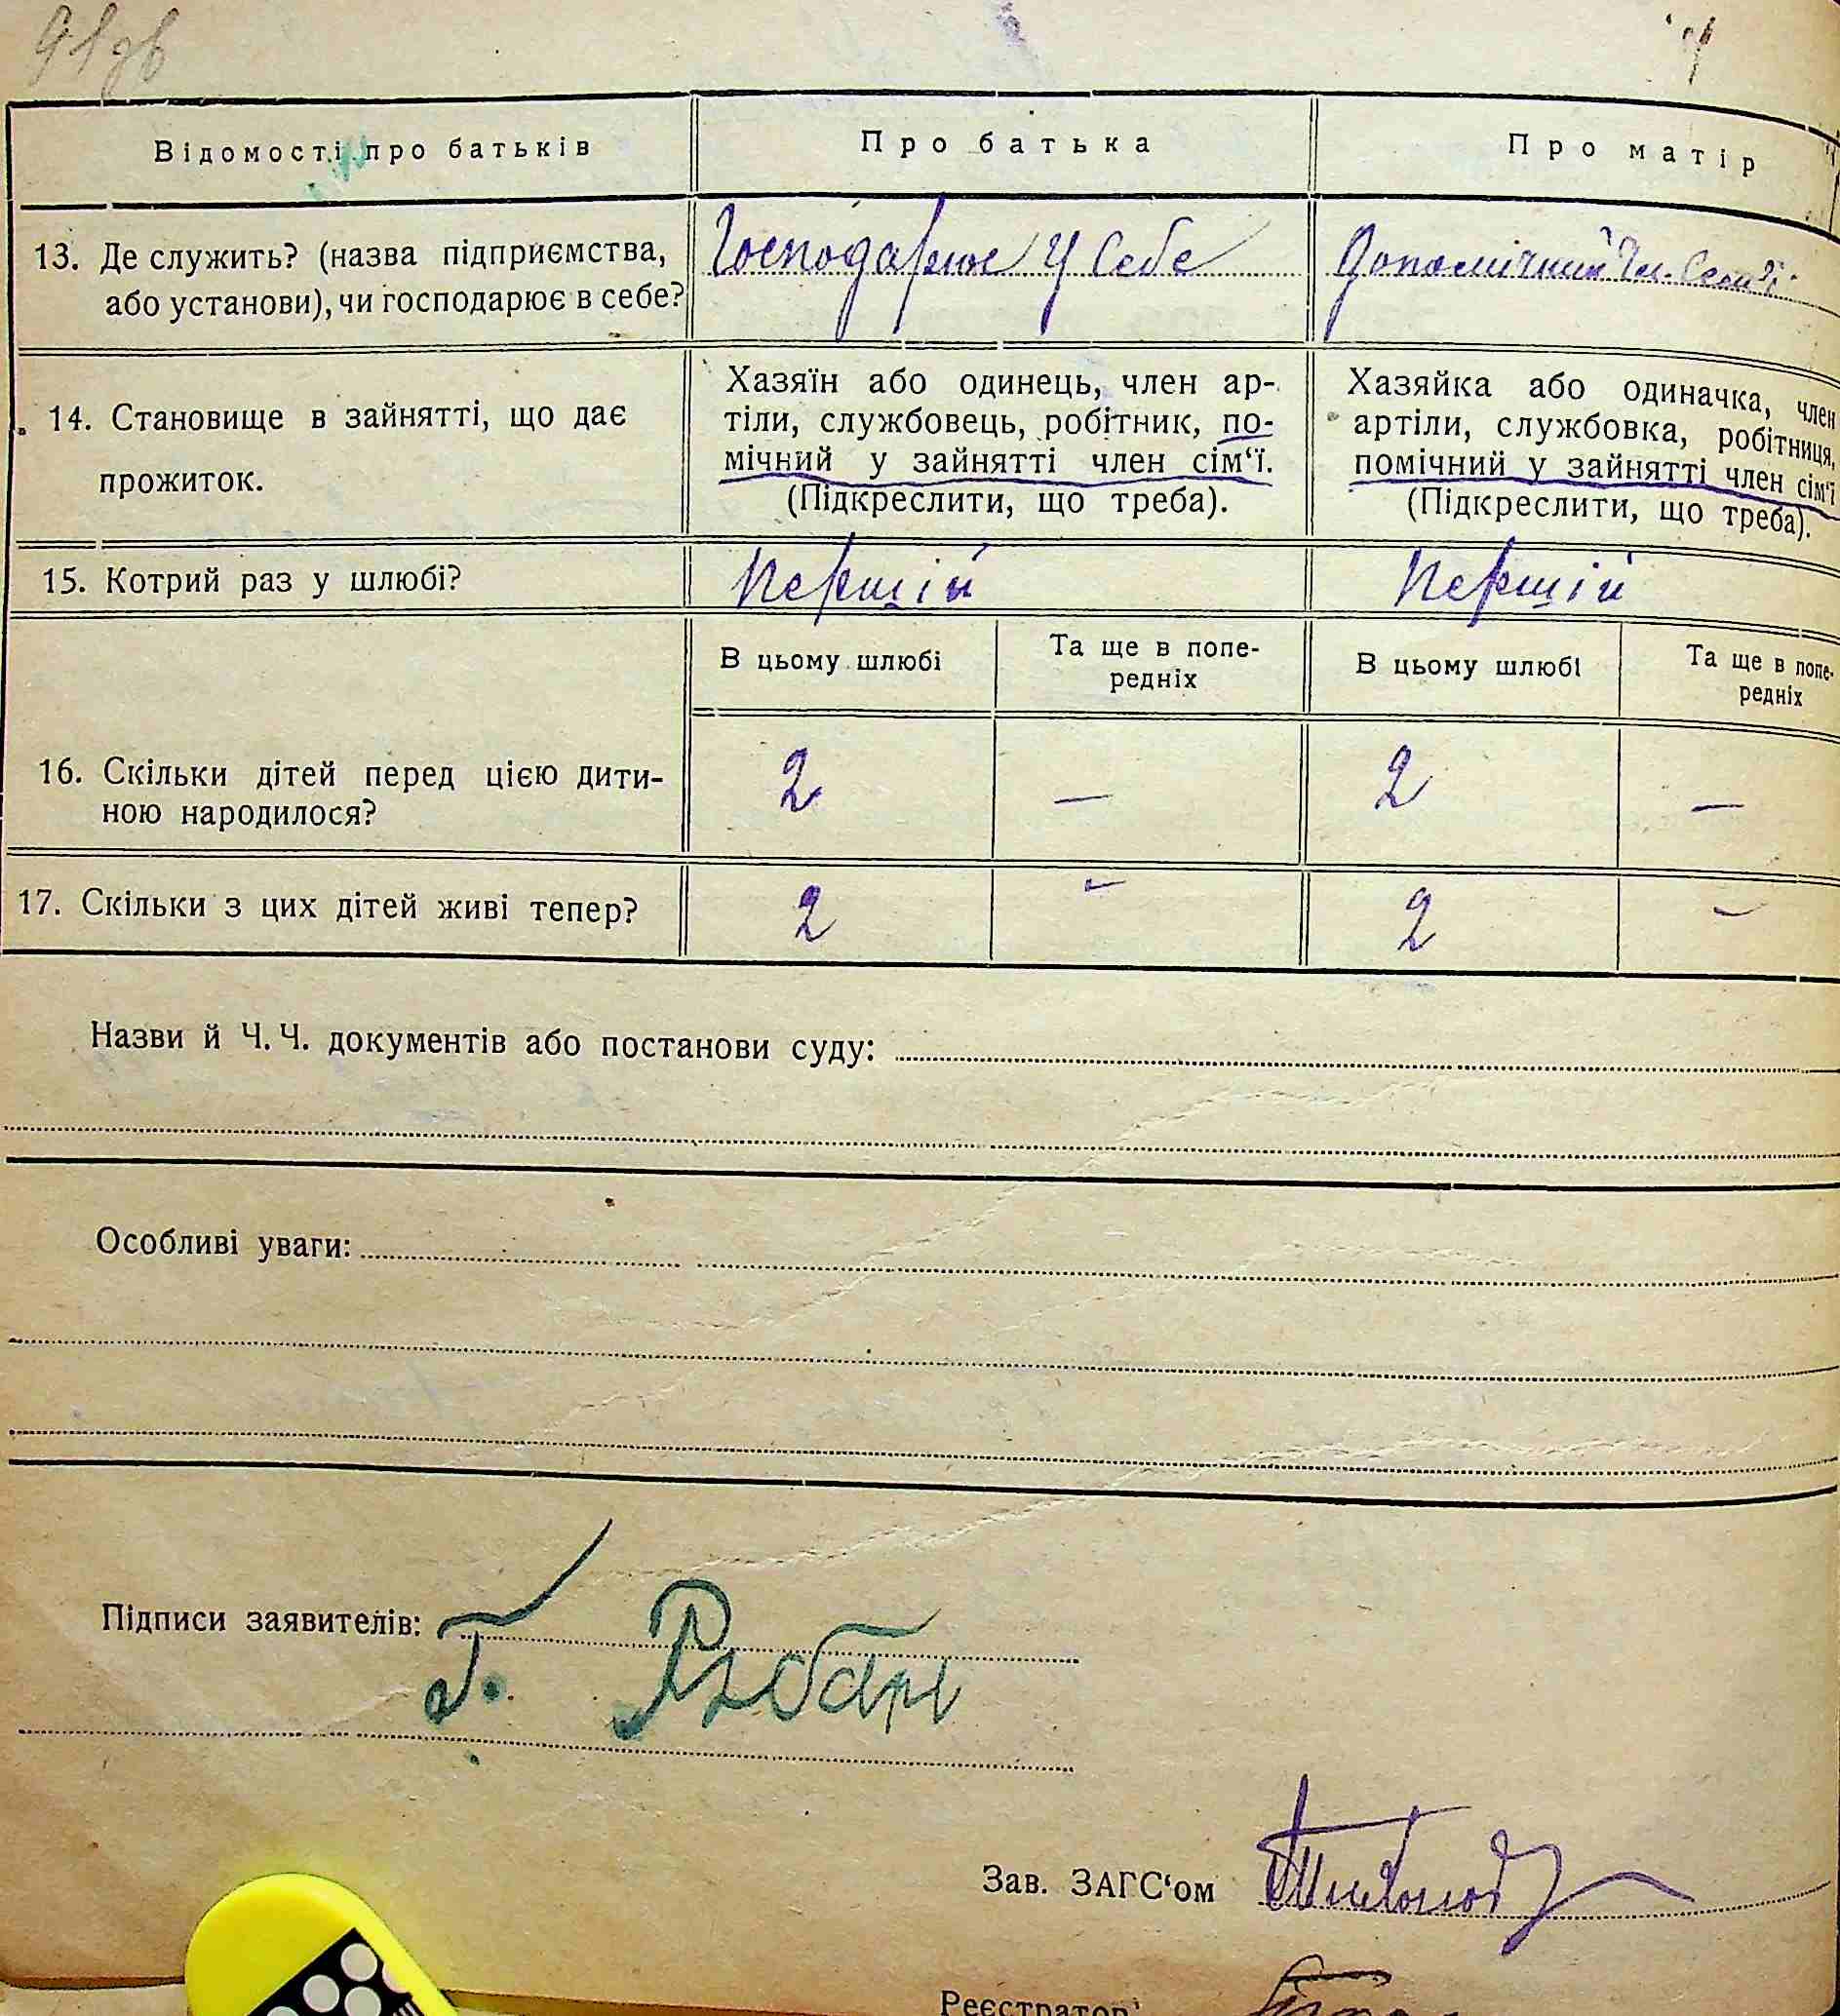 Відомості про батьків
Про батька
Про матір
13. Де служить? (назва підприємства,
або установи), чи господарює в себе?
Господарює у Себе
Допомічний Чл. Сем'ї
14. Становище в зайнятті, що дає
прожиток.
Хазяїн або одинець, член ар-
тіли, службовець, робітник, по-
мічний у зайнятті член сім‘ї.
(Підкреслити, що треба).
Хазяйка або одиначка, член
артіли, службовка, робітниця,
помічний у зайнятті член сім‘ї
(Підкреслити, що треба).
15. Котрий раз у шлюбі?
Першій
Першій
В цьому шлюбі
Та ще в попе-
редніх
В цьому шлюбі
Та ще в попе-
редніх
16. Скільки дітей перед цією дити-
ною народилося?
2 — 2 —
17. Скільки з цих дітей живі тепер?
2 - 2 -
Назви й Ч. Ч. документів або постанови суду:
Особливі уваги:
Підписи заявителів:
Г. Рибарь
Зав. ЗАГС‘ом
Реєстратор